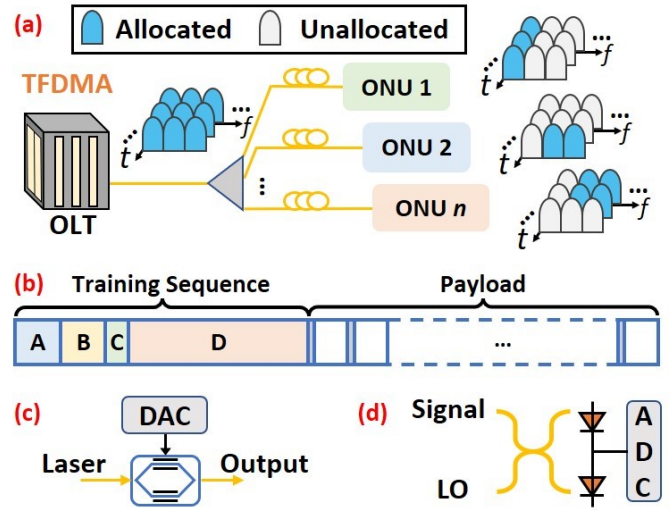 (a)
Allocated
Unallocated
TFDMA
OLT
...
f
t
...
ONU 1
ONU 2
...
ONU n
...
f
t
...
...
f
t
...
...
f
t
...
(b)
Training Sequence
Payload
A B C D ...
(c)
DAC
Laser
Output
(d)
Signal
LO
A
D
C